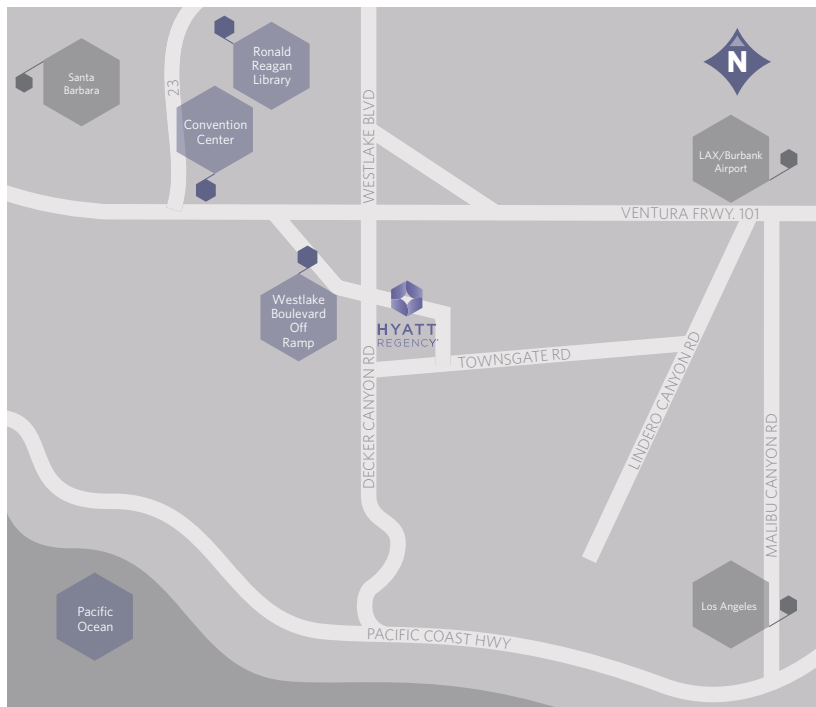 Ronald
Reagan
Library
N
Santa
Barbara
23
WESTLAKE BLVD
Convention
Center
LAX/Burbank
Airport
VENTURA FRWY. 101
Westlake
Boulevard
Off
Ramp
HYATT
REGENCY
TOWNSGATE RD
DECKER CANYON RD
LINDERO CANYON RD
MALIBU CANYON RD
Pacific
Ocean
Los Angeles
PACIFIC COAST HWY